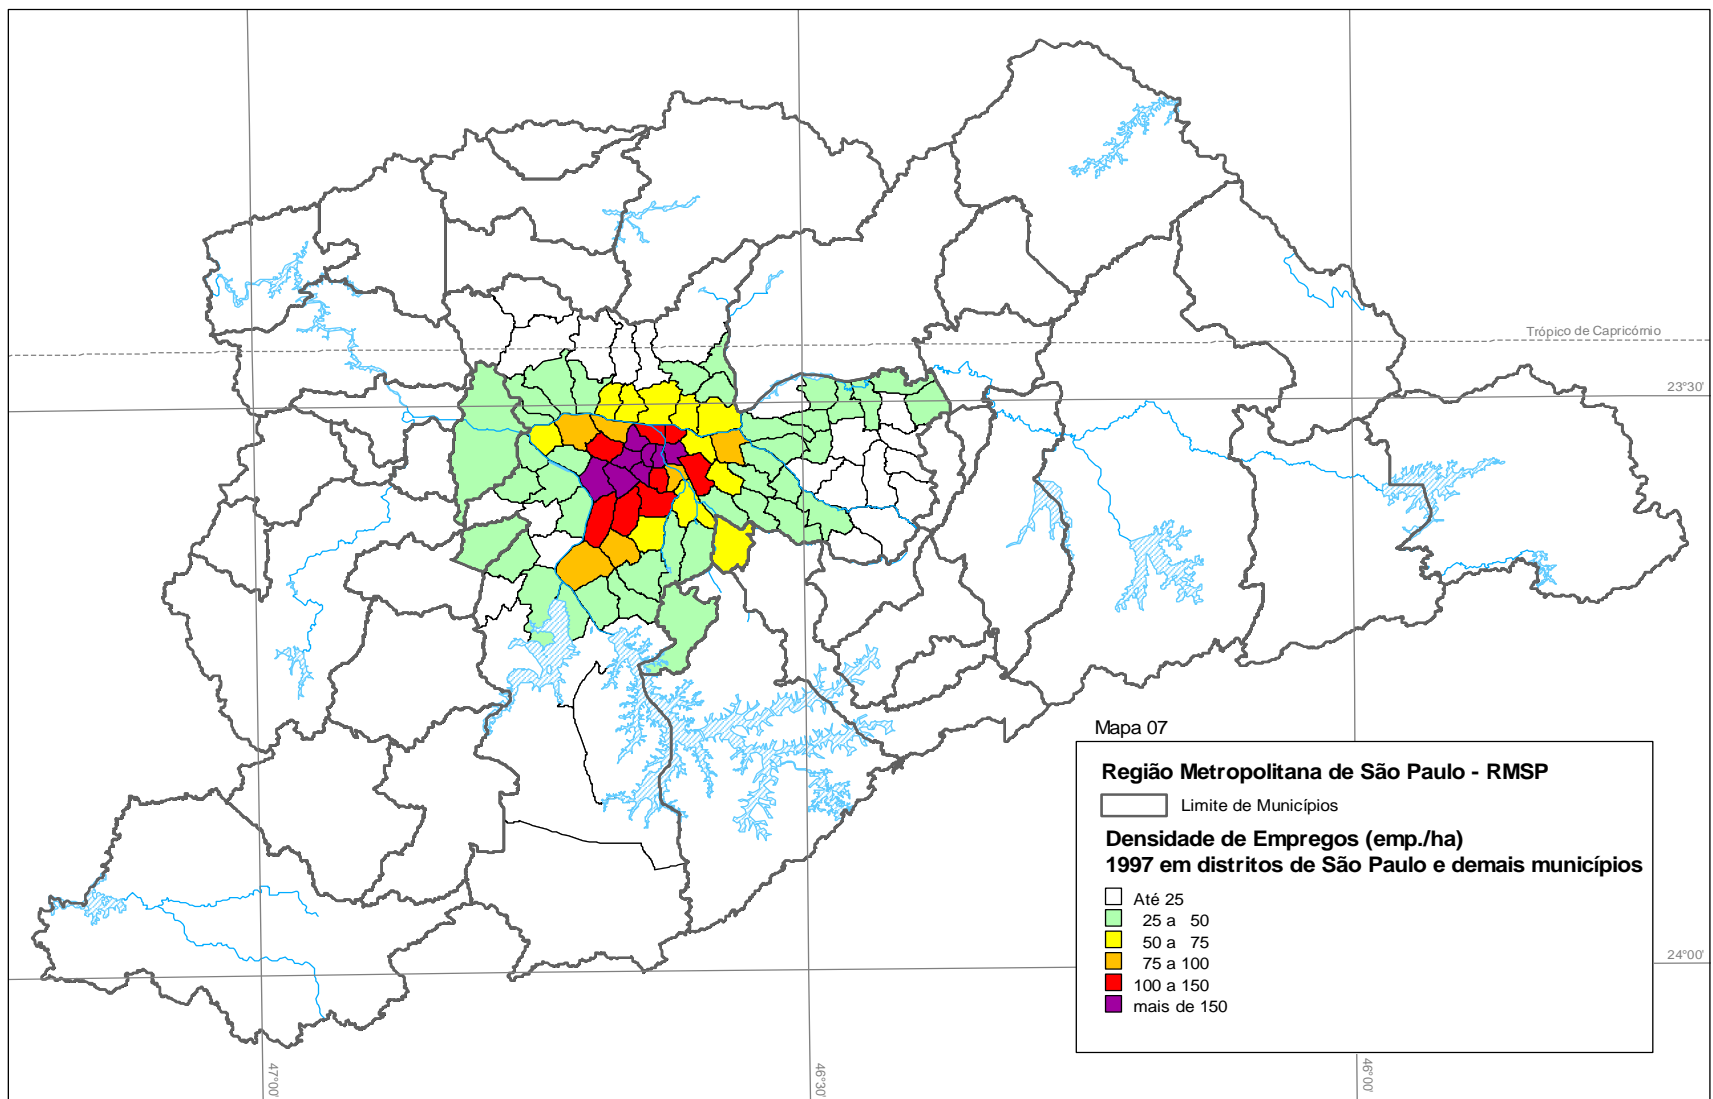 Trópico de Capricórnio
23°30'
Mapa 07
Região Metropolitana de São Paulo - RMSP
Limite de Municípios
Densidade de Empregos (emp./ha)
1997 em distritos de São Paulo e demais municípios
Até 25
25 a 50
50 a 75
75 a 100
100 a 150
mais de 150
24°00'
47°00'
46°30'
46°00'